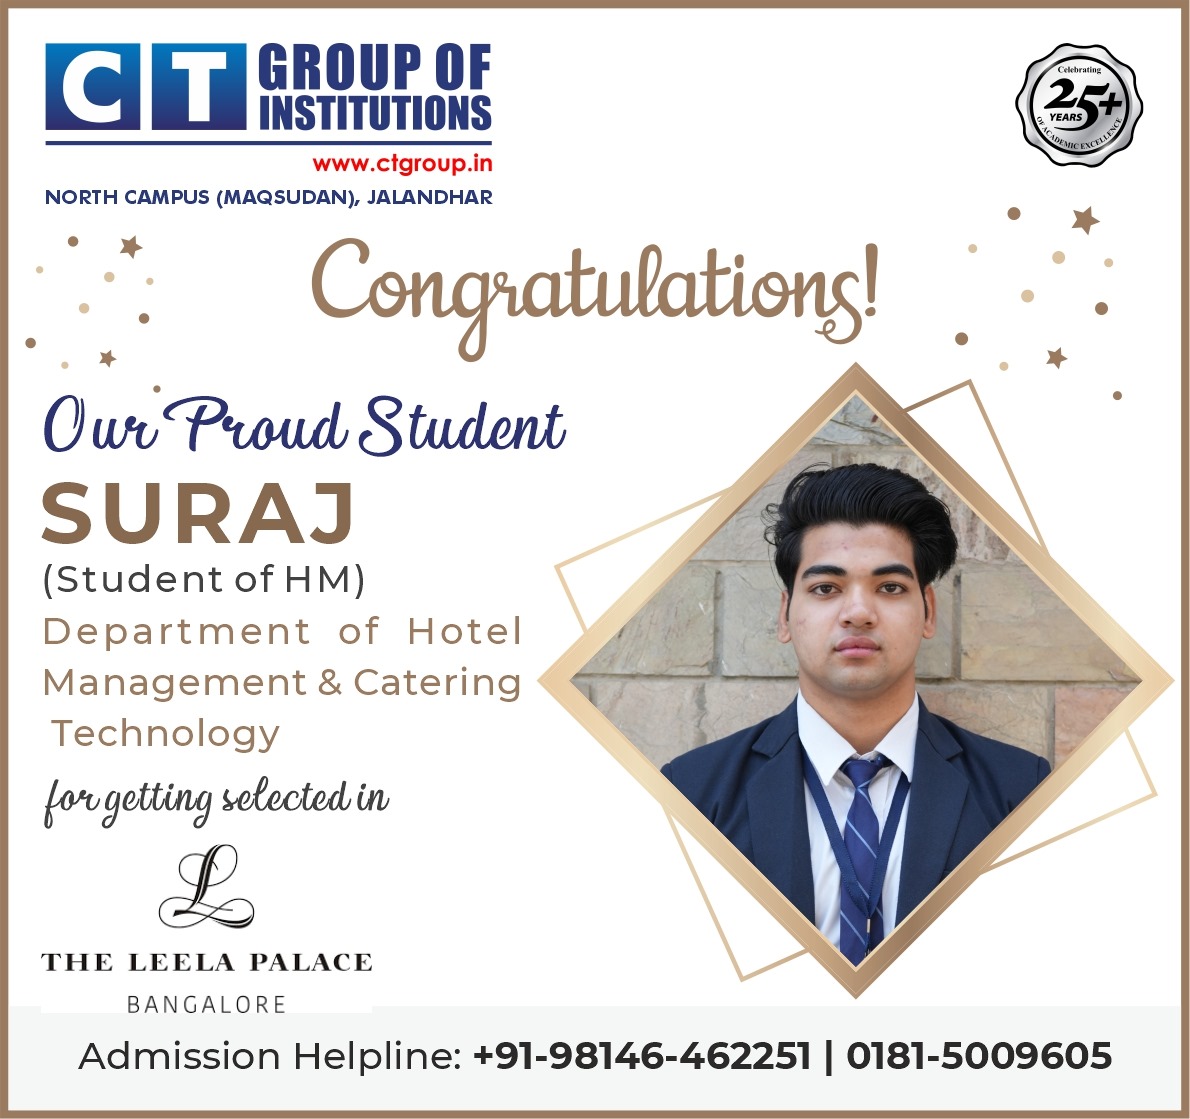 CT GROUP OF
INSTITUTIONS
www.ctgroup.in
NORTH CAMPUS (MAQSUDAN), JALANDHAR
Celebrating
25+
YEARS
OF ACADEMIC EXCELLENCE
Congratulations!
Our Proud Student
SURAJ
(Student of HM)
Department of Hotel
Management & Catering
Technology
for getting selected in
L
THE LEELA PALACE
BANGALORE
Admission Helpline: +91-98146-462251 | 0181-5009605